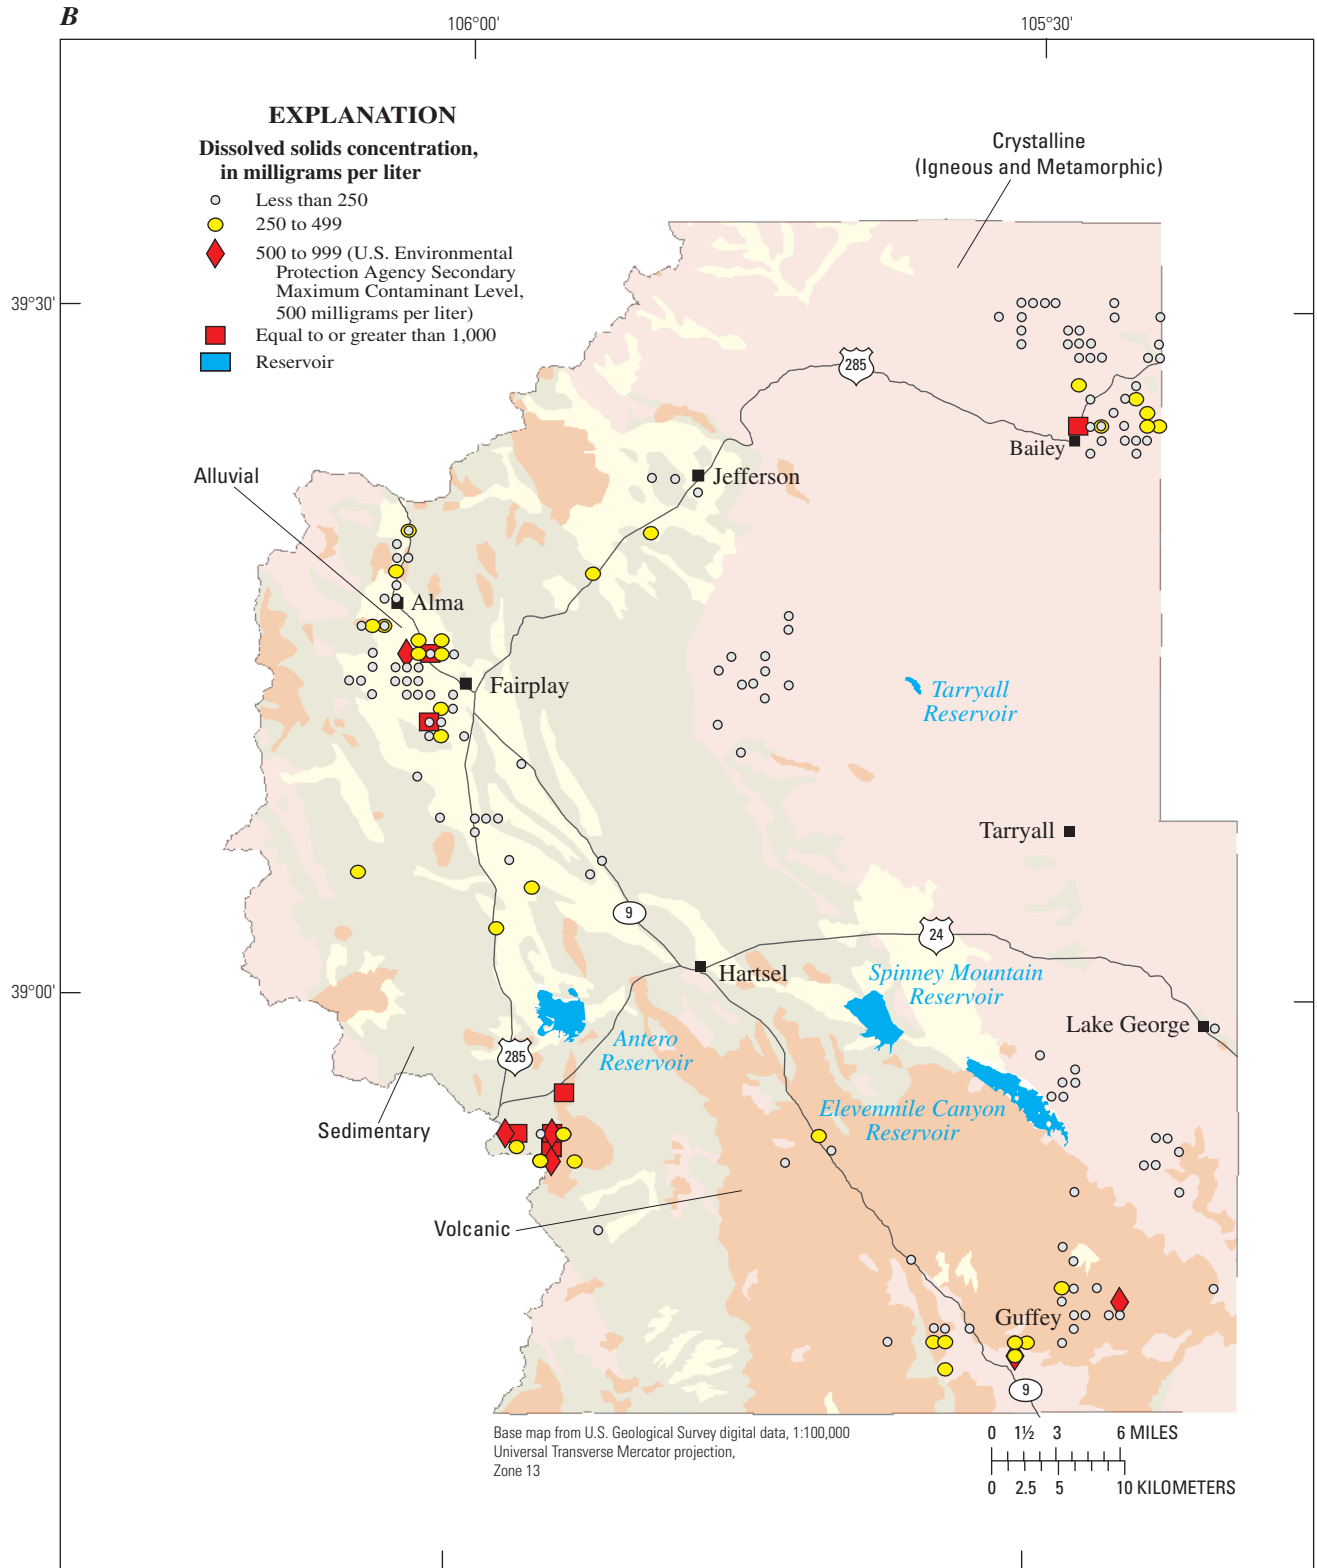 B
106°00'
105°30'
EXPLANATION
Dissolved solids concentration,
in milligrams per liter
Less than 250
250 to 499
500 to 999 (U.S. Environmental
Protection Agency Secondary
Maximum Contaminant Level,
500 milligrams per liter)
Equal to or greater than 1,000
Reservoir
Crystalline
(Igneous and Metamorphic)
39°30'
285
Bailey
Jefferson
Alluvial
Alma
Fairplay
Tarryall
Reservoir
Tarryall
9
24
Hartsel
Spinney Mountain
Reservoir
39°00'
Lake George
Antero
Reservoir
285
Elevenmile Canyon
Reservoir
Sedimentary
Volcanic
Guffey
9
Base map from U.S. Geological Survey digital data, 1:100,000
Universal Transverse Mercator projection,
Zone 13
0 1½ 3 6 MILES
0 2.5 5 10 KILOMETERS